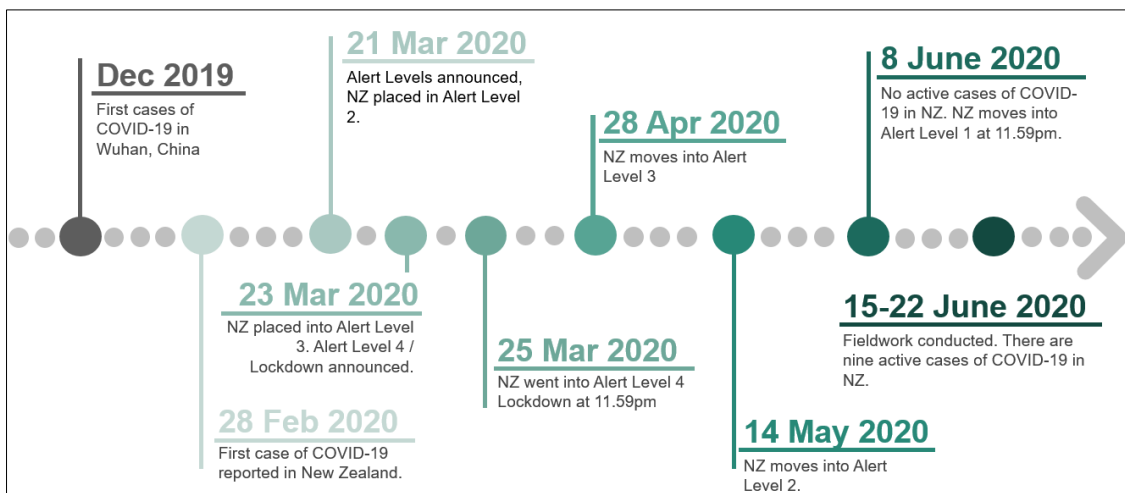 Dec 2019
First cases of
COVID-19 in
Wuhan, China
28 Feb 2020
First case of COVID-19
reported in New Zealand.
21 Mar 2020
Alert Levels announced,
NZ placed in Alert Level
2.
23 Mar 2020
NZ placed into Alert Level
3. Alert Level 4 /
Lockdown announced.
25 Mar 2020
NZ went into Alert Level 4
Lockdown at 11.59pm
28 Apr 2020
NZ moves into Alert
Level 3
14 May 2020
NZ moves into Alert
Level 2.
8 June 2020
No active cases of COVID-
19 in NZ. NZ moves into
Alert Level 1 at 11.59pm.
15-22 June 2020
Fieldwork conducted. There are
nine active cases of COVID-19 in
NZ.